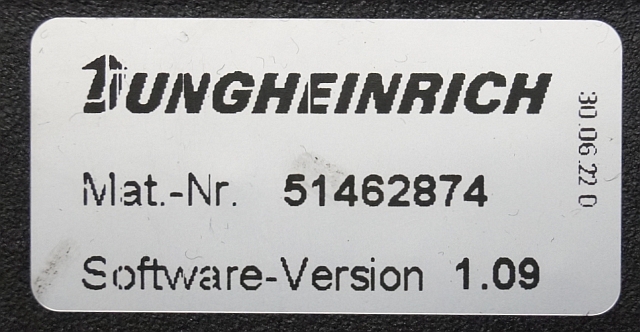 JUNGHEINRICH
Mat.-Nr. 51462874
Software-Version 1.09
30.06.22 0